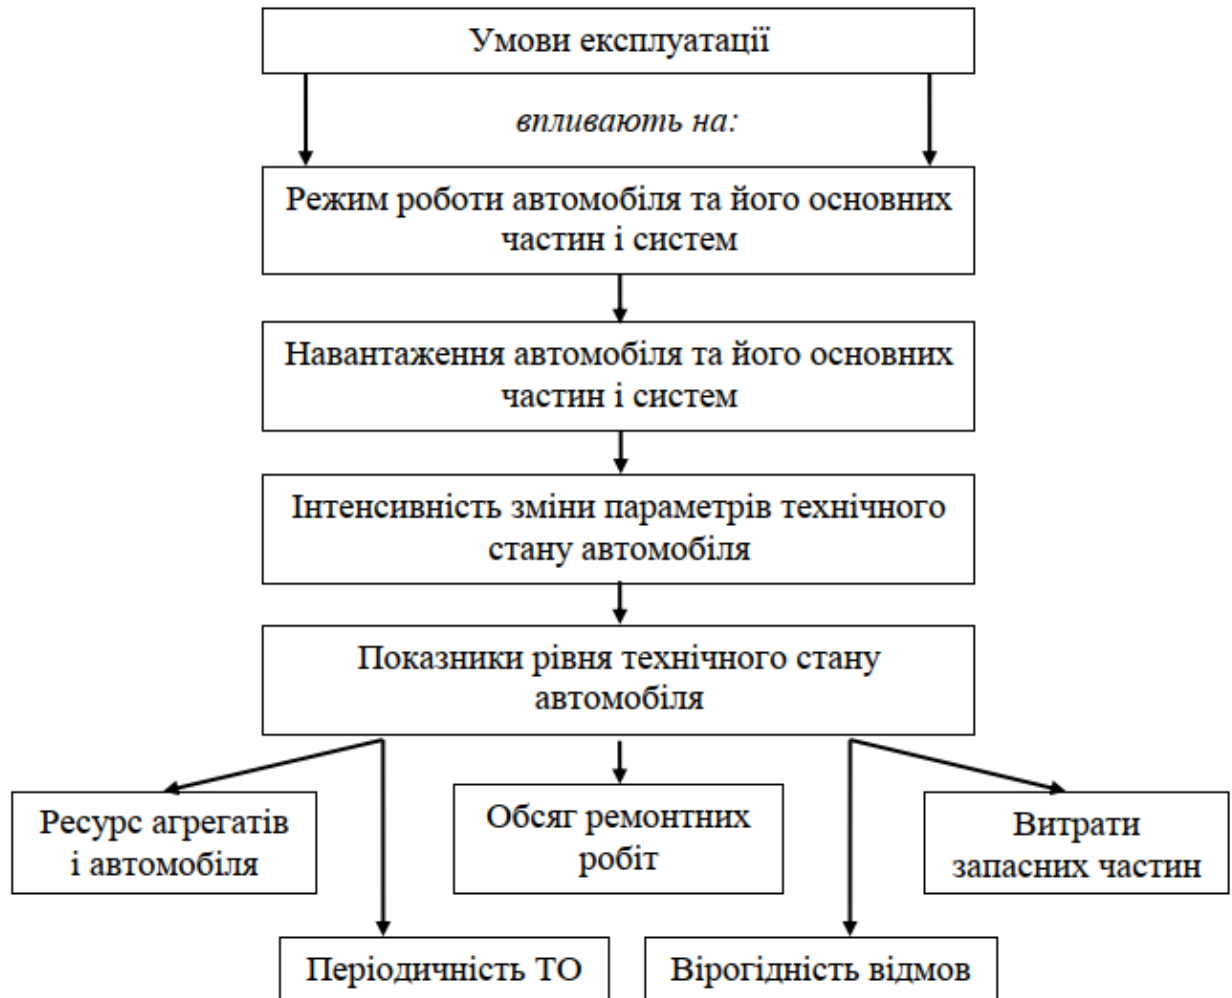 Умови експлуатації
впливають на:
Режим роботи автомобіля та його основних
частин і систем
Навантаження автомобіля та його основних
частин і систем
Інтенсивність зміни параметрів технічного
стану автомобіля
Показники рівня технічного стану
автомобіля
Ресурс агрегатів
і автомобіля
Обсяг ремонтних
робіт
Витрати
запасних частин
Періодичність ТО
Вірогідність відмов